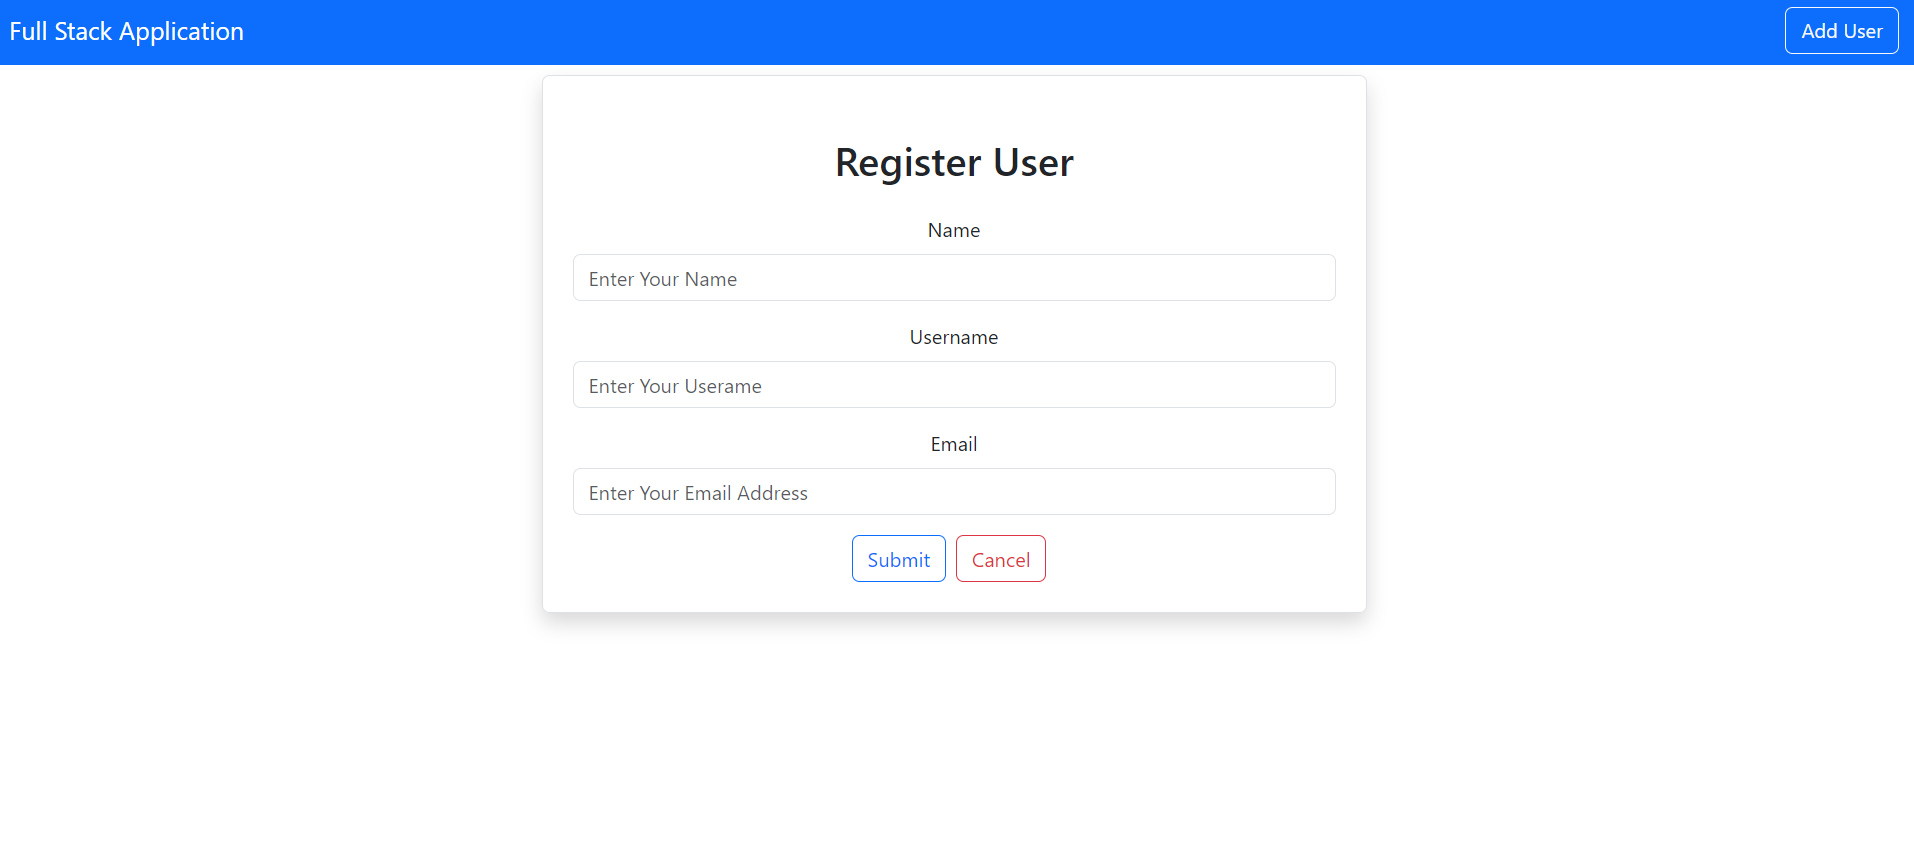 Full Stack Application
Add User
Register User
Name
Enter Your Name
Username
Enter Your Userame
Email
Enter Your Email Address
Submit
Cancel